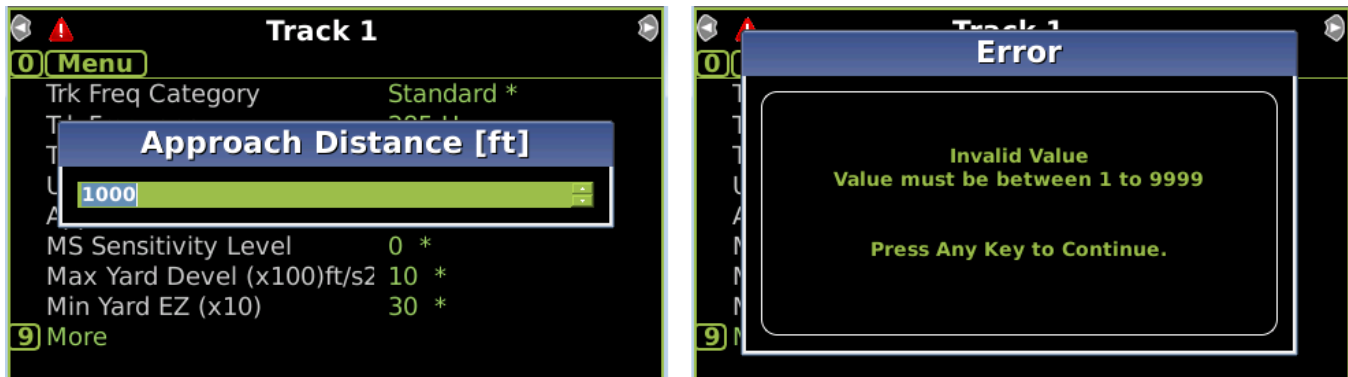 Track 1
0 Menu
Trk Freq Category Standard *
Approach Distance [ft]
1000
MS Sensitivity Level 0 *
Max Yard Devel (x100)ft/s2 10 *
Min Yard EZ (x10) 30 *
9 More
Track 1
Error
0
Invalid Value
Value must be between 1 to 9999
Press Any Key to Continue.
9